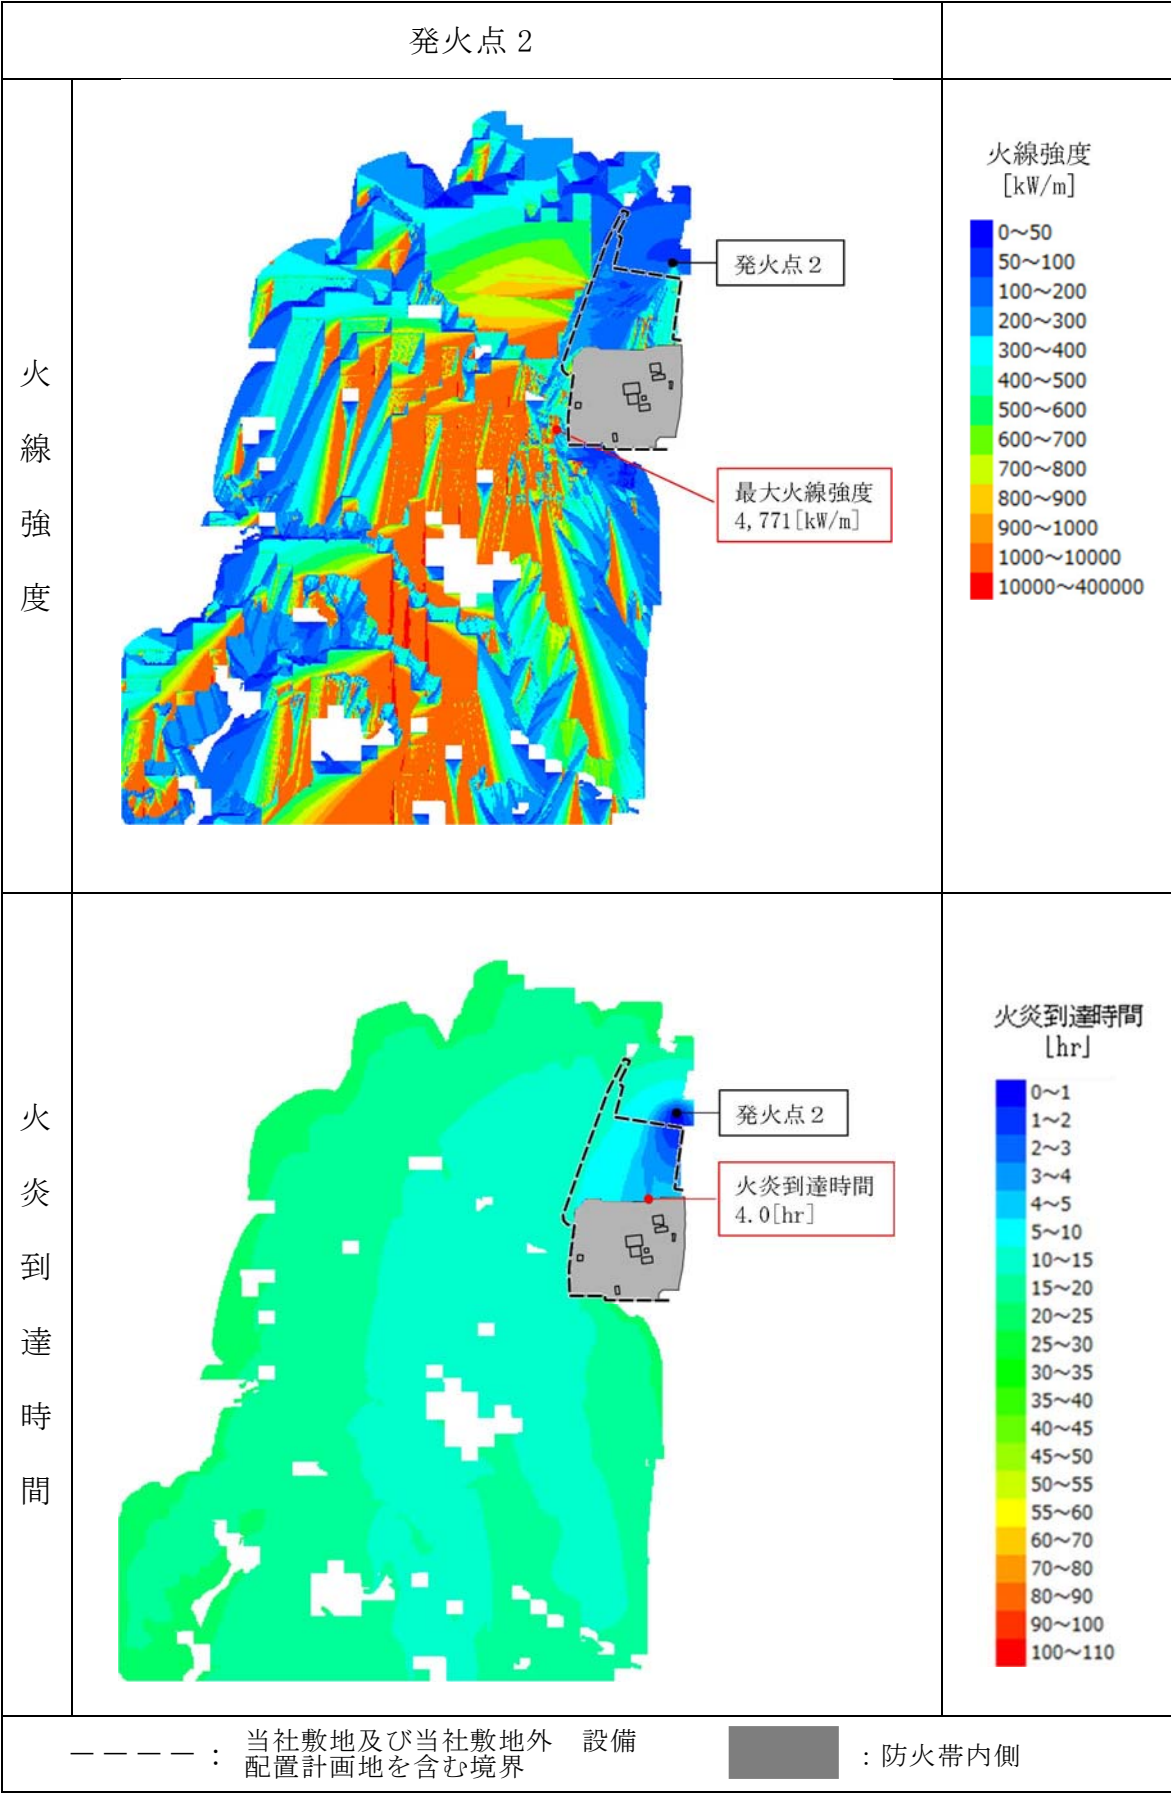 発火点２
火線強度
火線強度
[kW/m]
0～50
50～100
100～200
200～300
300～400
400～500
500～600
600～700
700～800
800～900
900～1000
1000～10000
10000～400000
発火点２
最大火線強度
4,771[kW/m]
火炎到達時間
火炎到達時間
[hr]
0～1
1～2
2～3
3～4
4～5
5～10
10～15
15～20
20～25
25～30
30～35
35～40
40～45
45～50
50～55
55～60
60～70
70～80
80～90
90～100
100～110
発火点２
火炎到達時間
4.0[hr]
－－－－：当社敷地及び当社敷地外　設備
配置計画地を含む境界
：防火帯内側